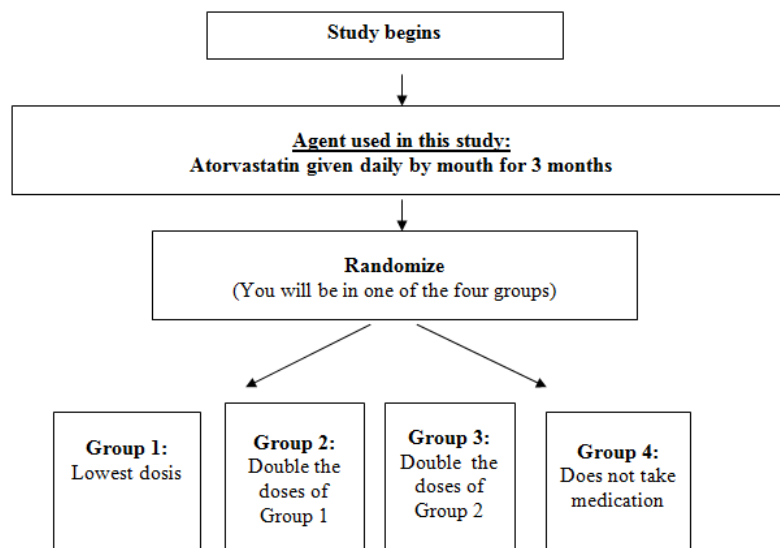 Study begins
Agent used in this study:
Atorvastatin given daily by mouth for 3 months
Randomize
(You will be in one of the four groups)
Group 1:
Lowest dosis
Group 2:
Double the
doses of
Group 1
Group 3:
Double the
doses of
Group 2
Group 4:
Does not take
medication